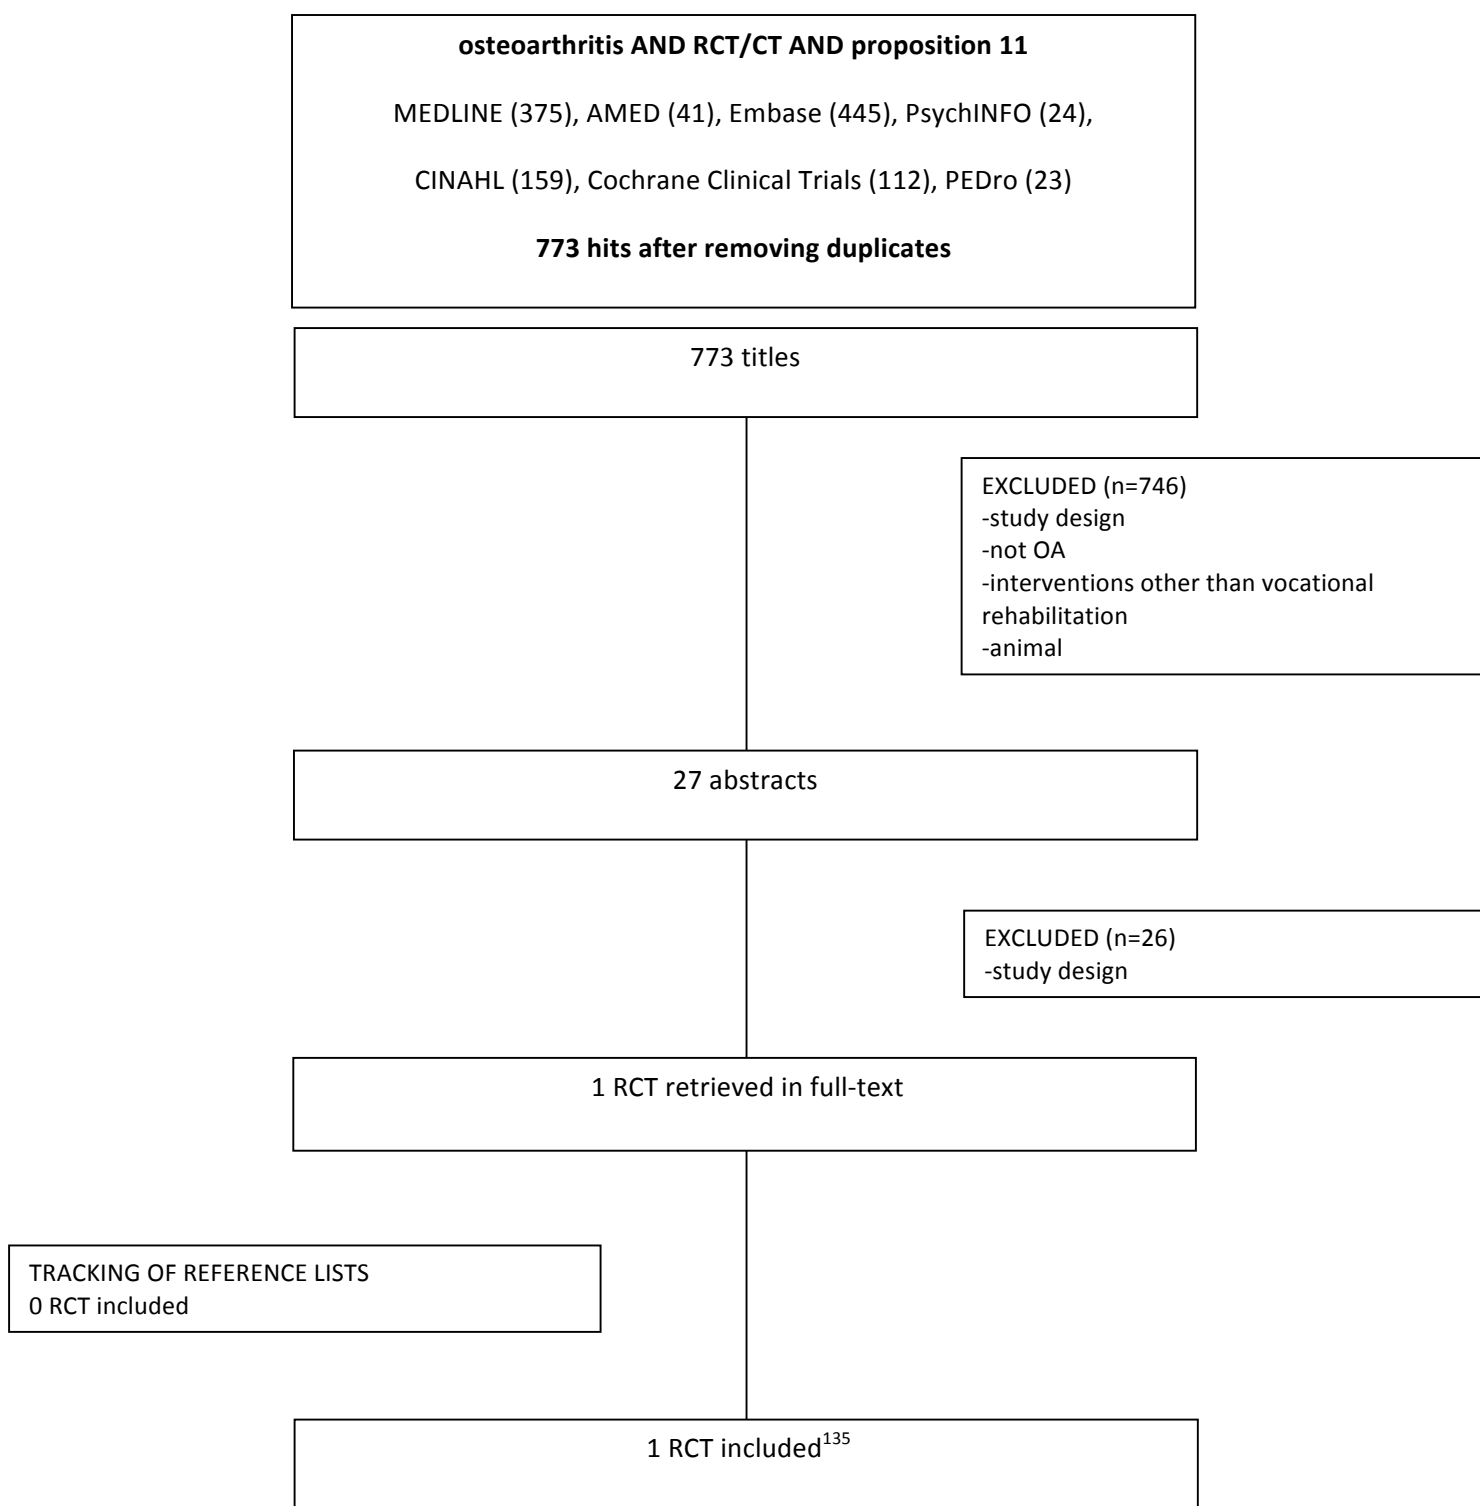 osteoarthritis AND RCT/CT AND proposition 11
MEDLINE (375), AMED (41), Embase (445), PsychINFO (24),
CINAHL (159), Cochrane Clinical Trials (112), PEDro (23)
773 hits after removing duplicates
773 titles
EXCLUDED (n=746)
-study design
-not OA
-interventions other than vocational
rehabilitation
-animal
27 abstracts
EXCLUDED (n=26)
-study design
1 RCT retrieved in full-text
TRACKING OF REFERENCE LISTS
0 RCT included
1 RCT included135